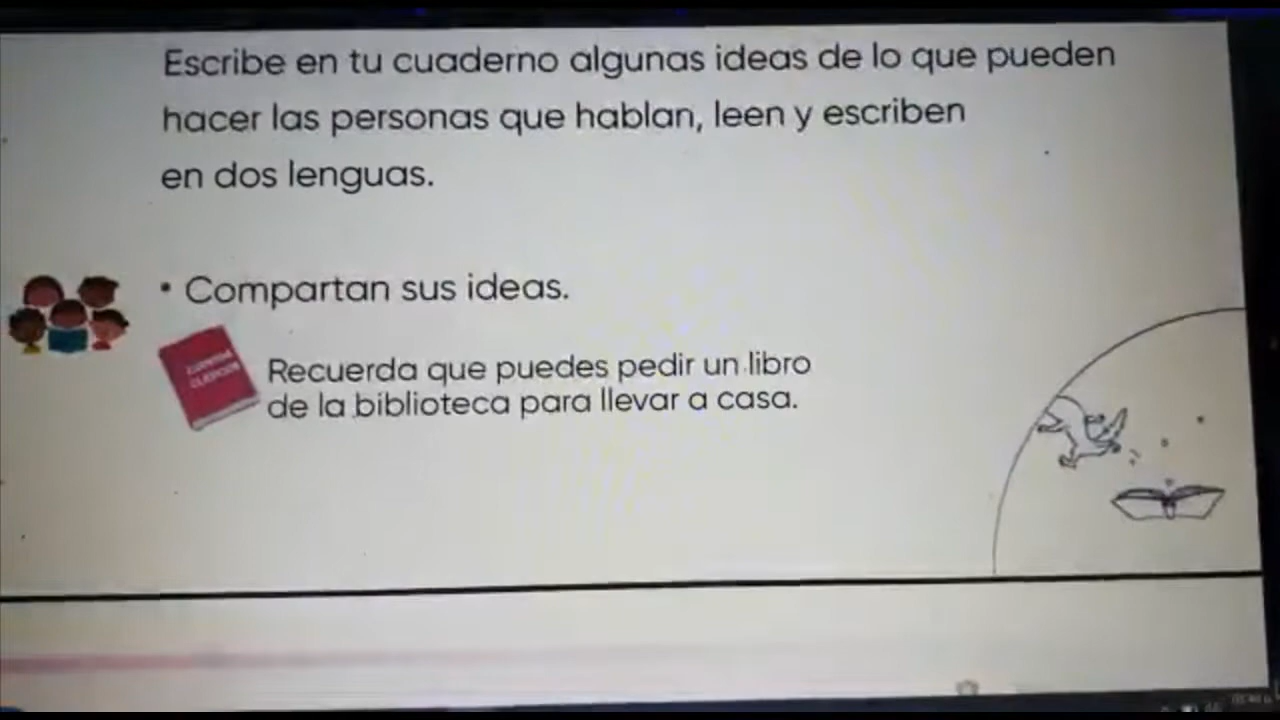 Escribe en tu cuaderno algunas ideas de lo que pueden
hacer las personas que hablan, leen y escriben
en dos lenguas.
• Compartan sus ideas.
Recuerda que puedes pedir un libro
de la biblioteca para llevar a casa.